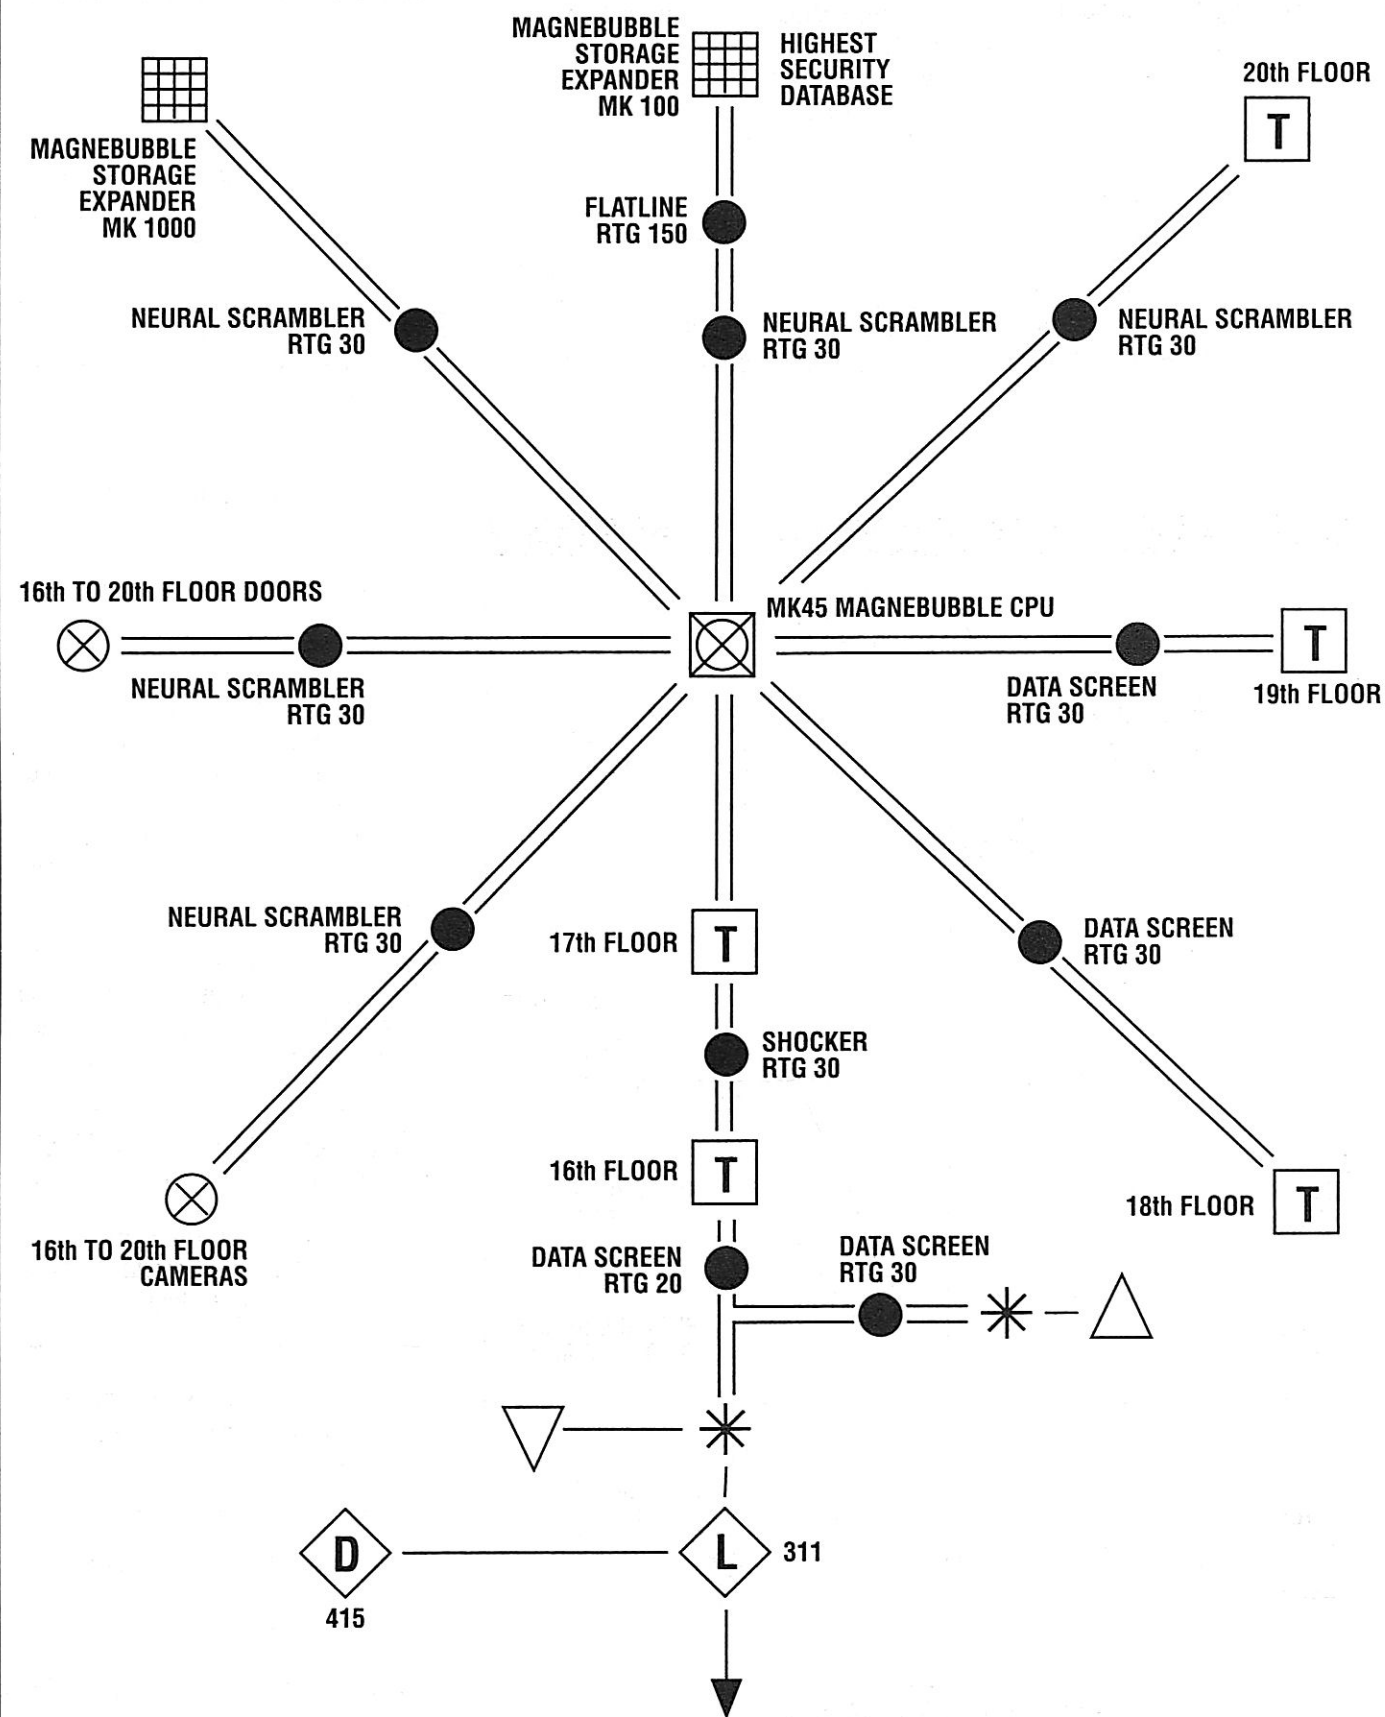 MAGNEBUBBLE
STORAGE
EXPANDER
MK 100
HIGHEST
SECURITY
DATABASE
20th FLOOR
T
MAGNEBUBBLE
STORAGE
EXPANDER
MK 1000
FLATLINE
RTG 150
NEURAL SCRAMBLER
RTG 30
NEURAL SCRAMBLER
RTG 30
NEURAL SCRAMBLER
RTG 30
16th TO 20th FLOOR DOORS
MK45 MAGNEBUBBLE CPU
NEURAL SCRAMBLER
RTG 30
DATA SCREEN
RTG 30
T
19th FLOOR
NEURAL SCRAMBLER
RTG 30
17th FLOOR
T
DATA SCREEN
RTG 30
SHOCKER
RTG 30
16th FLOOR
T
18th FLOOR
T
16th TO 20th FLOOR
CAMERAS
DATA SCREEN
RTG 20
DATA SCREEN
RTG 30
D
415
L
311